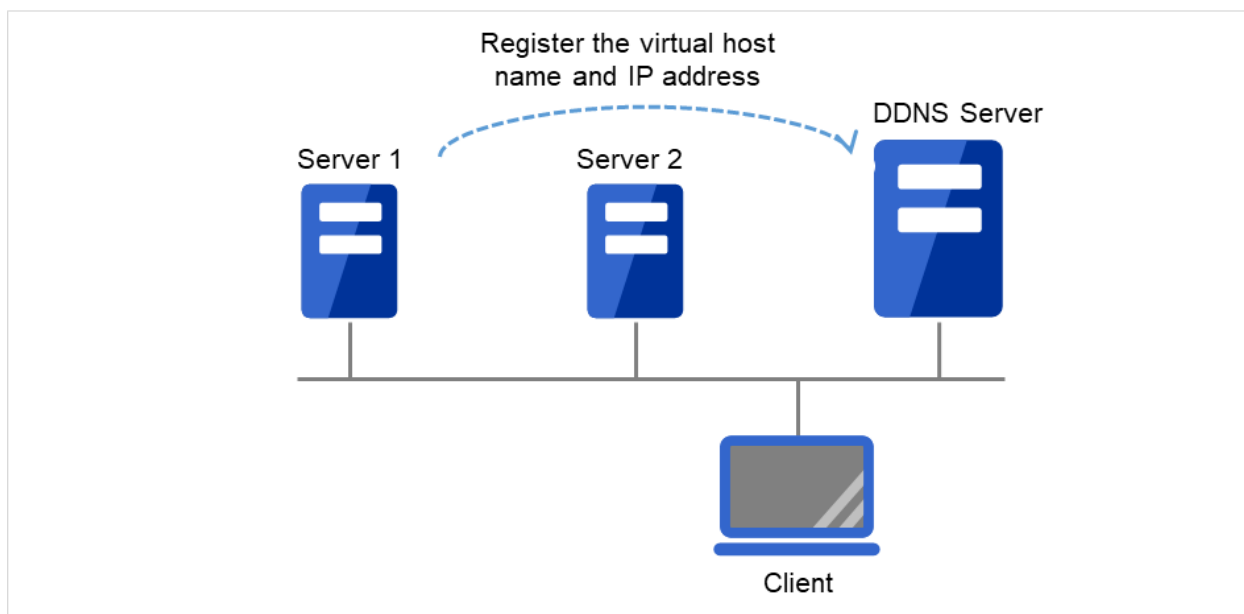 Register the virtual host
name and IP address
DDNS Server
Server 1
Server 2
Client